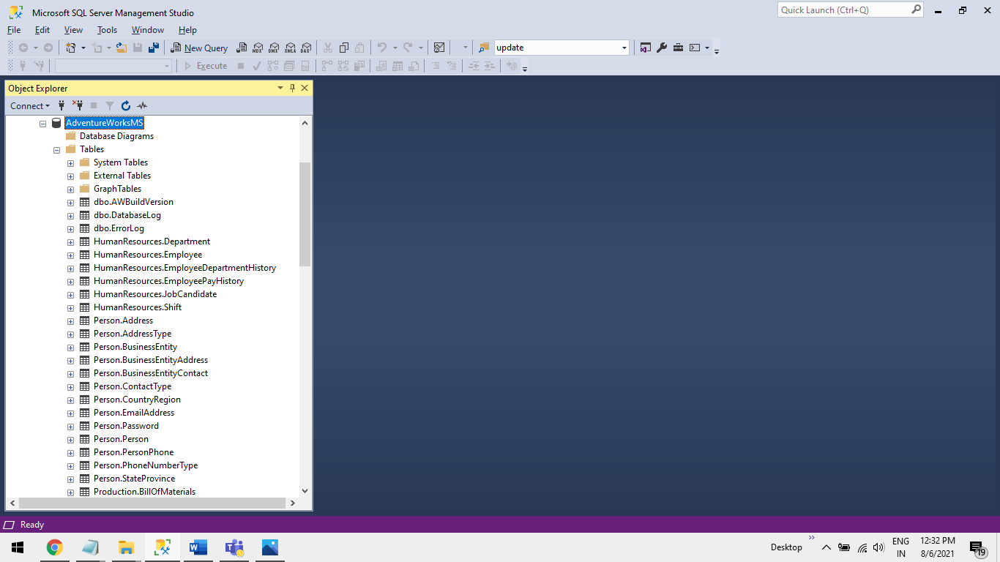 Microsoft SQL Server Management Studio
Quick Launch (Ctrl+Q)
File Edit View Tools Window Help
New Query MDX DMX XMLA DAX update
Execute
Object Explorer
Connect
AdventureWorksMS
Database Diagrams
Tables
System Tables
External Tables
GraphTables
dbo.AWBuildVersion
dbo.DatabaseLog
dbo.ErrorLog
HumanResources.Department
HumanResources.Employee
HumanResources.EmployeeDepartmentHistory
HumanResources.EmployeePayHistory
HumanResources.JobCandidate
HumanResources.Shift
Person.Address
Person.AddressType
Person.BusinessEntity
Person.BusinessEntityAddress
Person.BusinessEntityContact
Person.ContactType
Person.CountryRegion
Person.EmailAddress
Person.Password
Person.Person
Person.PersonPhone
Person.PhoneNumberType
Person.StateProvince
Production.BillOfMaterials
Ready
Desktop
ENG
IN
12:32 PM
8/6/2021
19